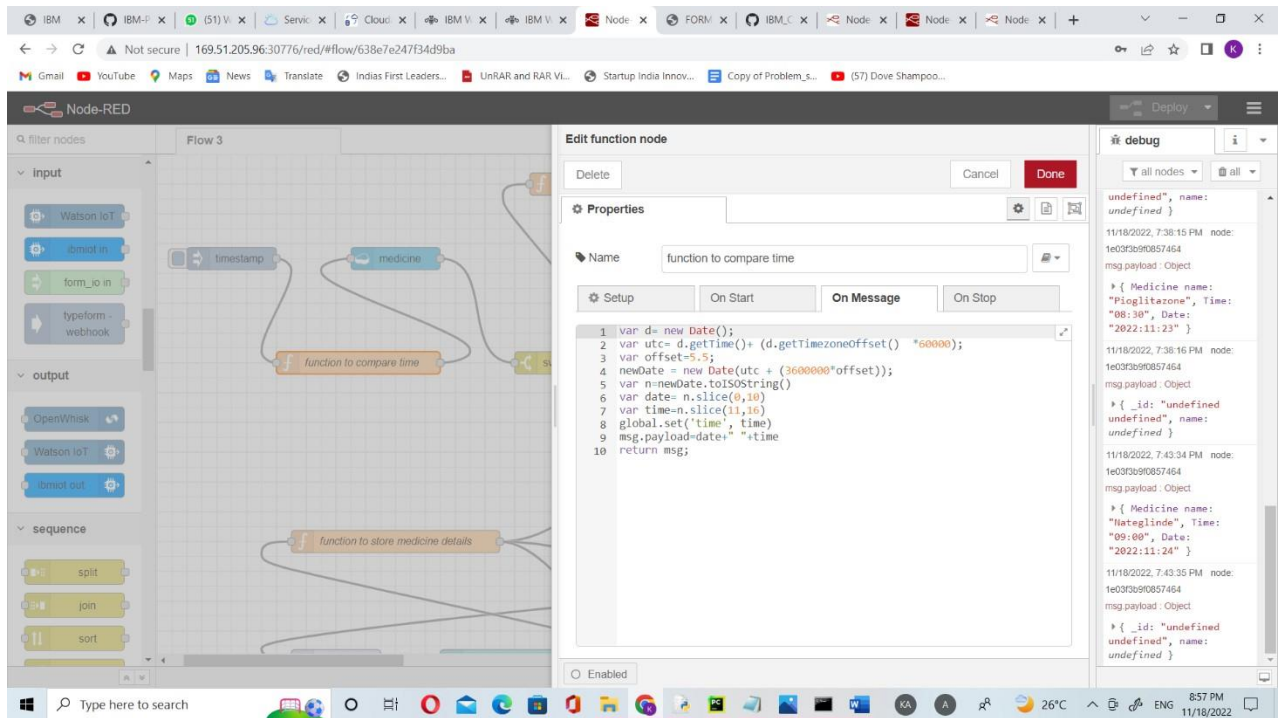 IBM
IBM-P
(51) W
Servic
Cloud
IBM W
IBM W
Node-
FORM
IBM_C
Node
Node
Node
Not secure | 169.51.205.96:30776/red/#flow/638e7e247f34d9ba
K
Gmail YouTube Maps News Translate Indias First Leaders... UnRAR and RAR Vi... Startup India Innov... Copy of Problem_s... (57) Dove Shampoo...
Node-RED
Deploy
filter nodes
Flow 3
Edit function node
debug
i
input
Delete
Cancel
Done
all nodes
all
Watson IoT
ibmiot in
form_io in
typeform -
webhook
output
OpenWhisk
Watson IoT
ibmiot out
sequence
split
join
sort
timestamp
medicine
function to compare time
function to store medicine details
Properties
Name
function to compare time
Setup
On Start
On Message
On Stop
1 var d= new Date();
2 var utc= d.getTime()+ (d.getTimezoneOffset() *60000);
3 var offset=5.5;
4 newDate = new Date(utc + (3600000*offset));
5 var n=newDate.toISOString()
6 var date= n.slice(0,10)
7 var time=n.slice(11,16)
8 global.set('time', time)
9 msg.payload=date+" "+time
10 return msg;
Enabled
undefined", name:
undefined }
11/18/2022, 7:38:15 PM node:
1e03f3b9f0857464
msg.payload : Object
{ Medicine name:
"Pioglitazone", Time:
"08:30", Date:
"2022:11:23" }
11/18/2022, 7:38:16 PM node:
1e03f3b9f0857464
msg.payload : Object
{ _id: "undefined
undefined", name:
undefined }
11/18/2022, 7:43:34 PM node:
1e03f3b9f0857464
msg.payload : Object
{ Medicine name:
"Nateglinde", Time:
"09:00", Date:
"2022:11:24" }
11/18/2022, 7:43:35 PM node:
1e03f3b9f0857464
msg.payload : Object
{ _id: "undefined
undefined", name:
undefined }
Type here to search
KA
A
26°C
ENG
8:57 PM
11/18/2022